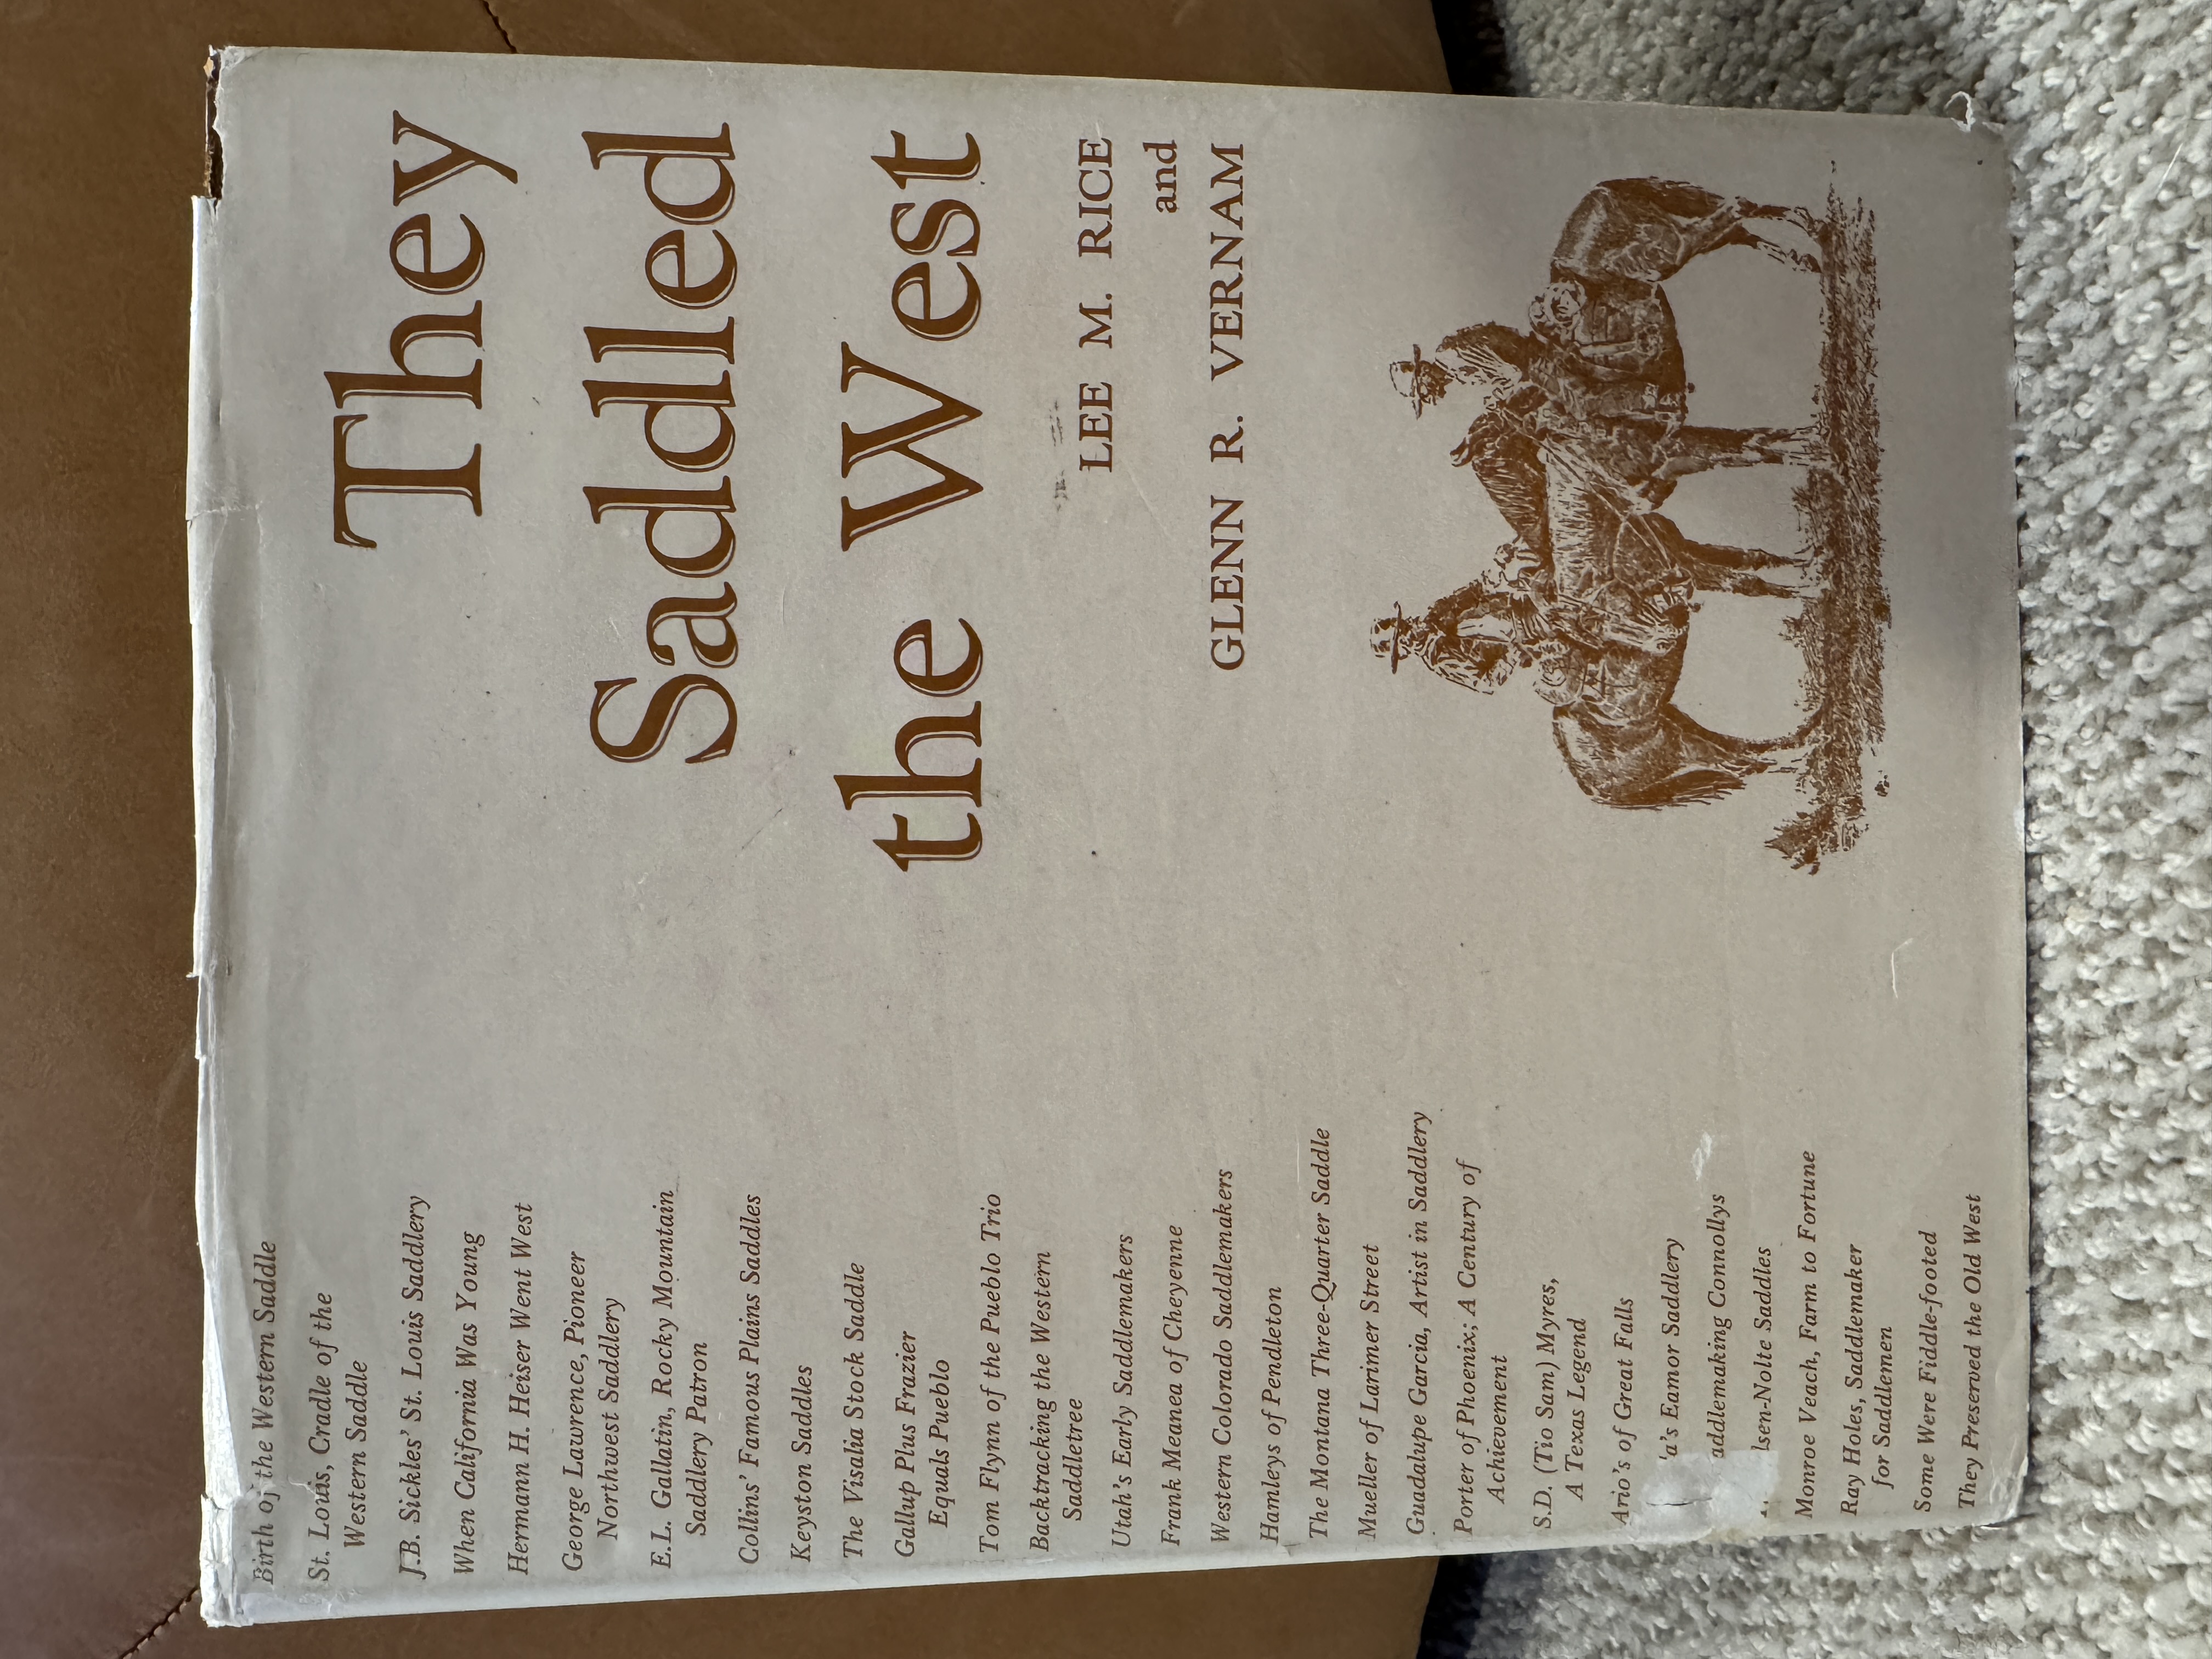 They
Saddled
the West
LEE M. RICE
and
GLENN R. VERNAM
Birth of the Western Saddle
St. Louis, Cradle of the
Western Saddle
J.B. Sickles' St. Louis Saddlery
When California Was Young
Hermann H. Heiser Went West
George Lawrence, Pioneer
Northwest Saddlery
E.L. Gallatin, Rocky Mountain
Saddlery Patron
Collins' Famous Plains Saddles
Keyston Saddles
The Visalia Stock Saddle
Gallup Plus Frazier
Equals Pueblo
Tom Flynn of the Pueblo Trio
Backtracking the Western
Saddletree
Utah's Early Saddlemakers
Frank Meanea of Cheyenne
Western Colorado Saddlemakers
Hamleys of Pendleton
The Montana Three-Quarter Saddle
Mueller of Larimer Street
Guadalupe Garcia, Artist in Saddlery
Porter of Phoenix; A Century of
Achievement
S.D. (Tio Sam) Myres,
A Texas Legend
Ario's of Great Falls
'a's Eamor Saddlery
addlemaking Connollys
lsen-Nolte Saddles
Monroe Veach, Farm to Fortune
Ray Holes, Saddlemaker
for Saddlemen
Some Were Fiddle-footed
They Preserved the Old West